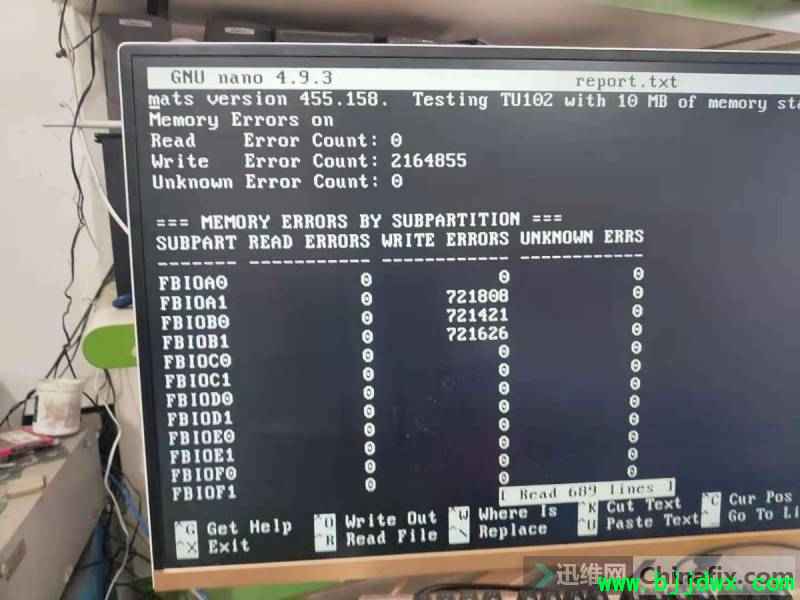 GNU nano 4.9.3 report.txt
mats version 455.158. Testing TU102 with 10 MB of memory sta
Memory Errors on
Read Error Count: 0
Write Error Count: 2164855
Unknown Error Count: 0
=== MEMORY ERRORS BY SUBPARTITION ===
SUBPART READ ERRORS WRITE ERRORS UNKNOWN ERRS
------- ----------- ------------ ------------
FBIOA0 0 0 0
FBIOA1 0 721808 0
FBIOB0 0 721421 0
FBIOB1 0 721626 0
FBIOC0 0 0 0
FBIOC1 0 0 0
FBIOD0 0 0 0
FBIOD1 0 0 0
FBIOE0 0 0 0
FBIOE1 0 0 0
FBIOF0 0 0 0
FBIOF1 0 0 0
[ Read 689 lines ]
^G Get Help ^O Write Out ^W Where Is ^K Cut Text ^C Cur Pos
^X Exit ^R Read File ^\ Replace ^U Paste Text Go To Li
迅维网 Chinafix.com
www.bjjdwx.com